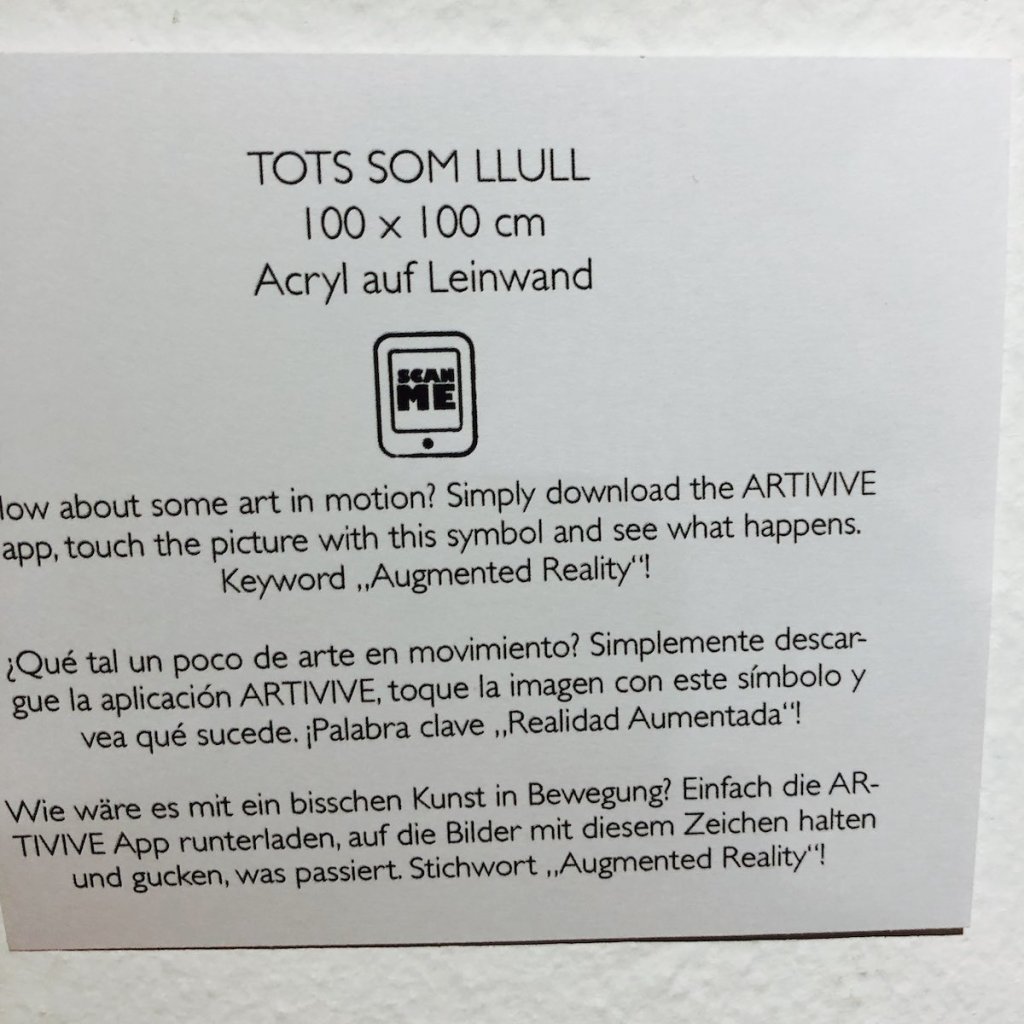 TOTS SOM LLULL
100 x 100 cm
Acryl auf Leinwand
SCAN
ME
How about some art in motion? Simply download the ARTIVIVE
app, touch the picture with this symbol and see what happens.
Keyword „Augmented Reality“!
¿Qué tal un poco de arte en movimiento? Simplemente descar-
gue la aplicación ARTIVIVE, toque la imagen con este símbolo y
vea qué sucede. ¡Palabra clave „Realidad Aumentada“!
Wie wäre es mit ein bisschen Kunst in Bewegung? Einfach die AR-
TIVIVE App runterladen, auf die Bilder mit diesem Zeichen halten
und gucken, was passiert. Stichwort „Augmented Reality“!